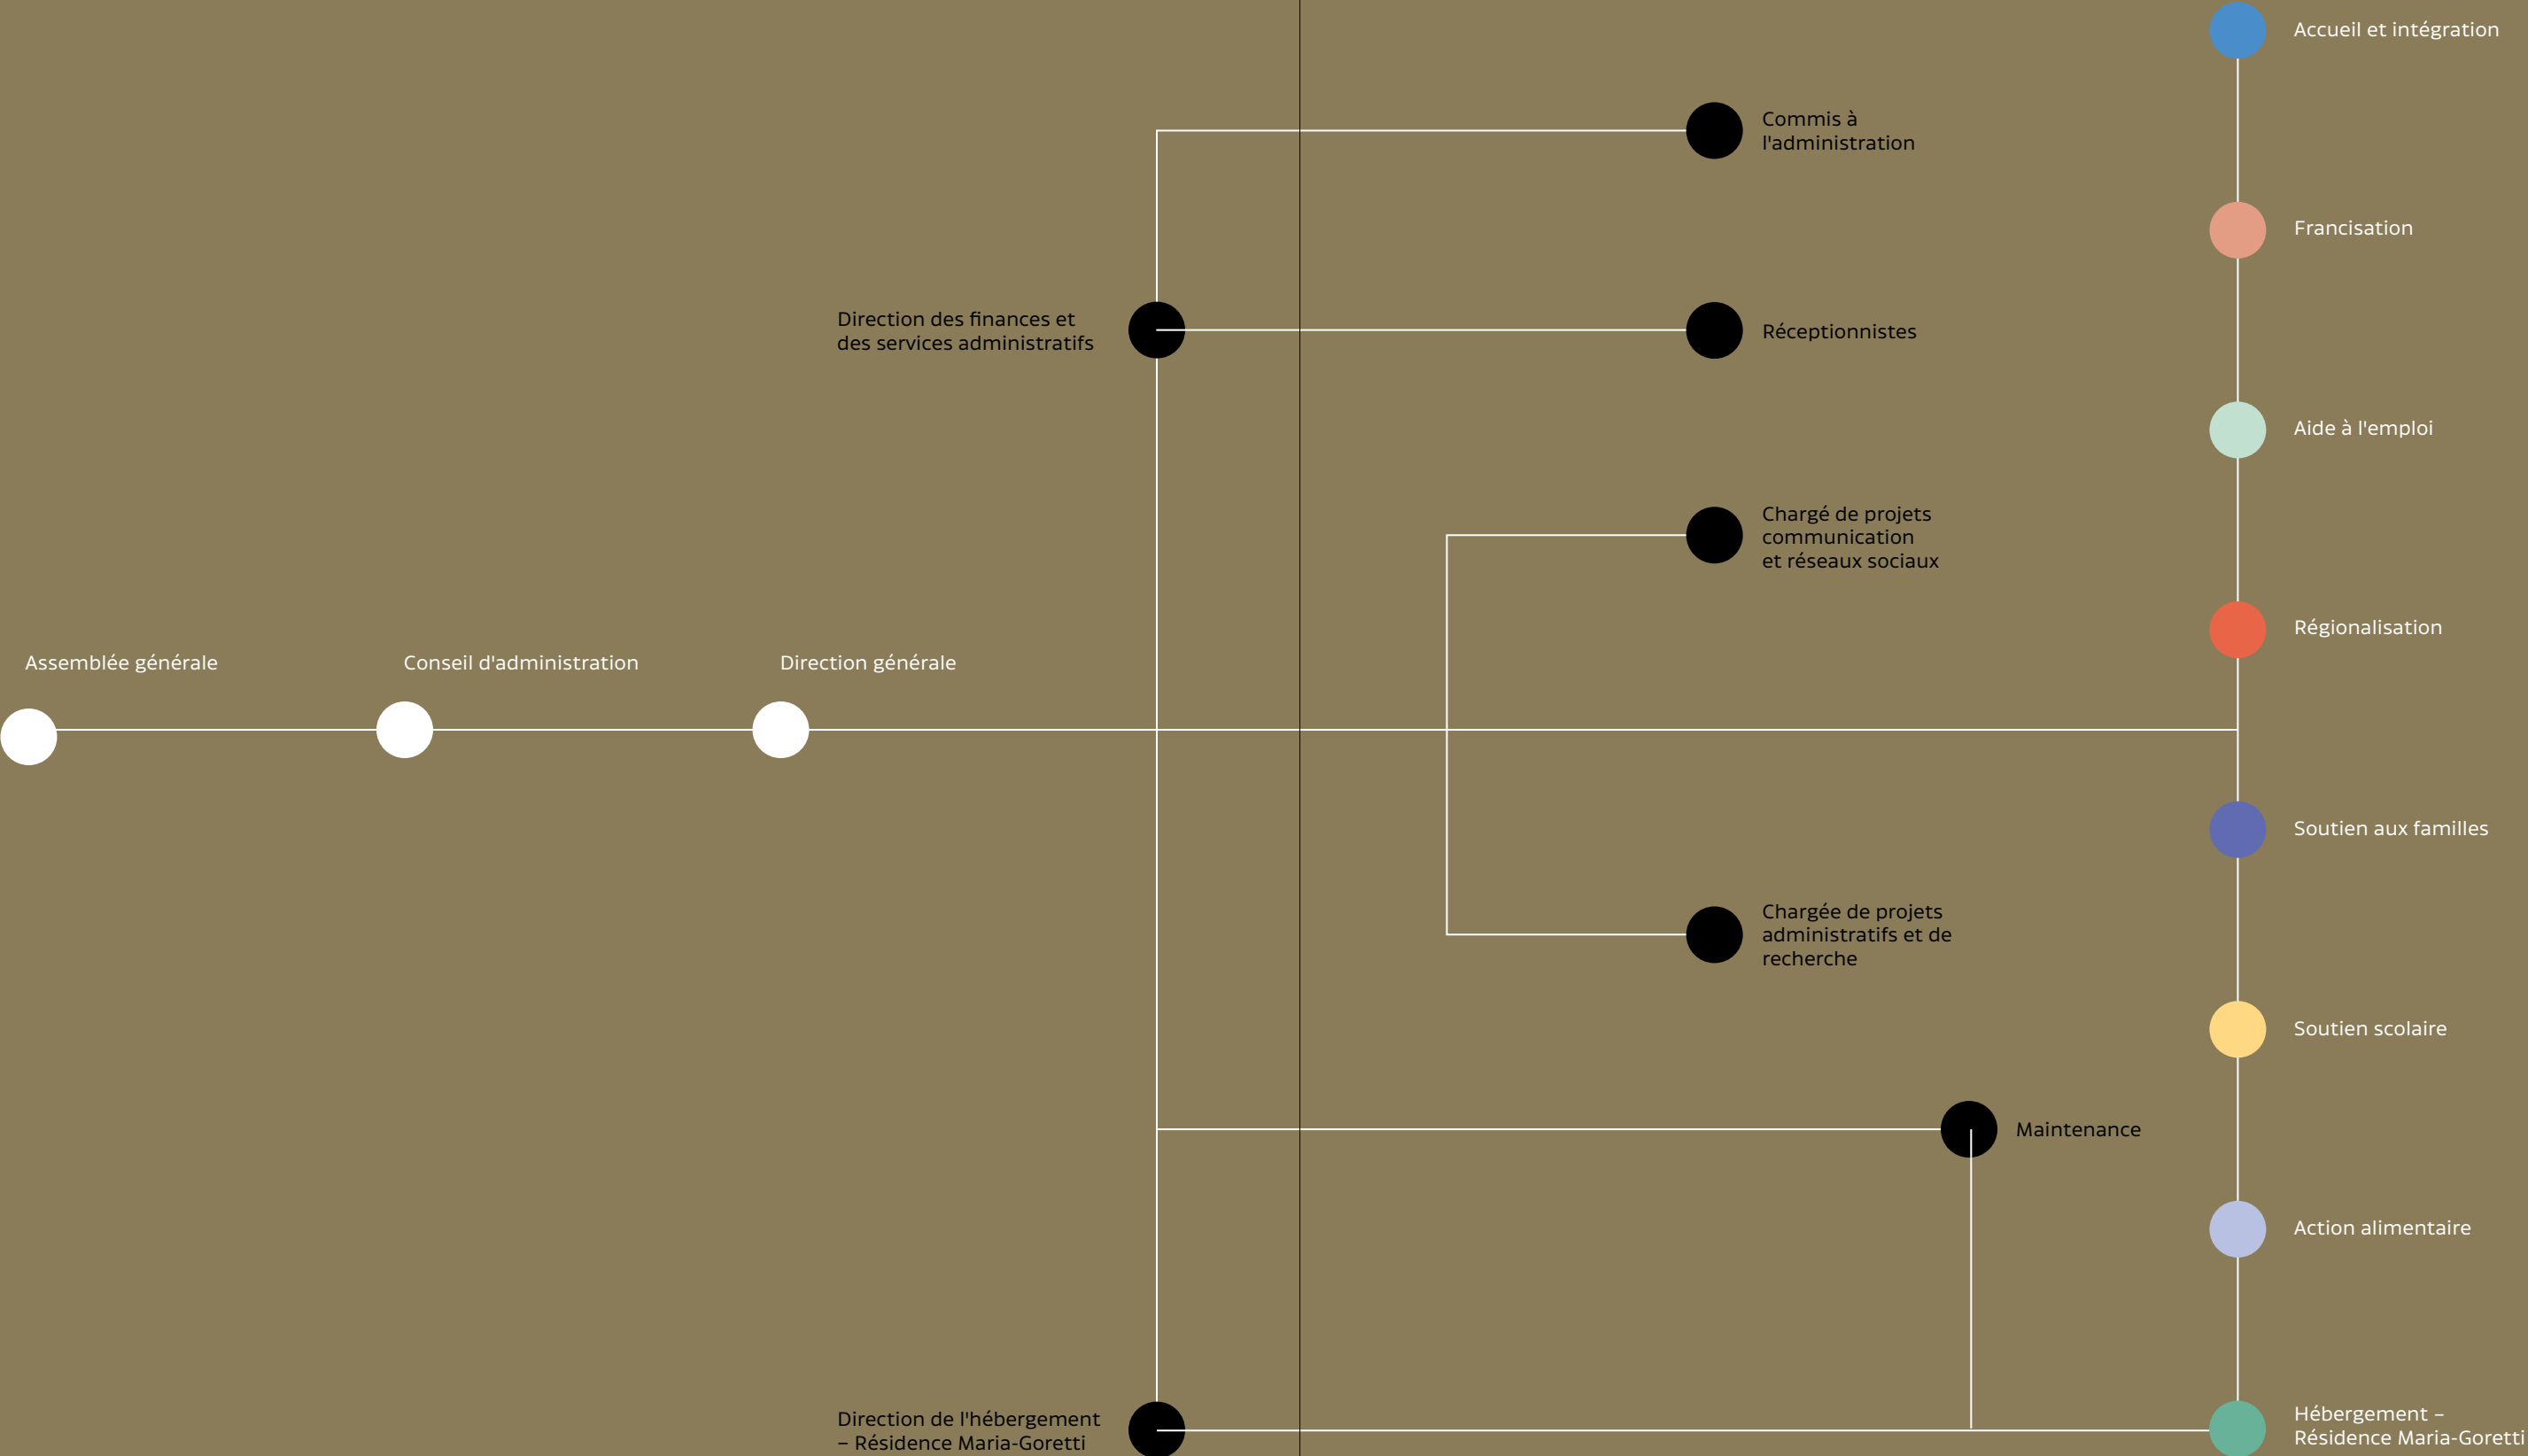 Assemblée générale
Conseil d'administration
Direction générale
Direction des finances et
des services administratifs
Direction de l'hébergement
– Résidence Maria-Goretti
Commis à
l'administration
Réceptionnistes
Chargé de projets
communication
et réseaux sociaux
Chargée de projets
administratifs et de
recherche
Maintenance
Accueil et intégration
Francisation
Aide à l'emploi
Régionalisation
Soutien aux familles
Soutien scolaire
Action alimentaire
Hébergement –
Résidence Maria-Goretti